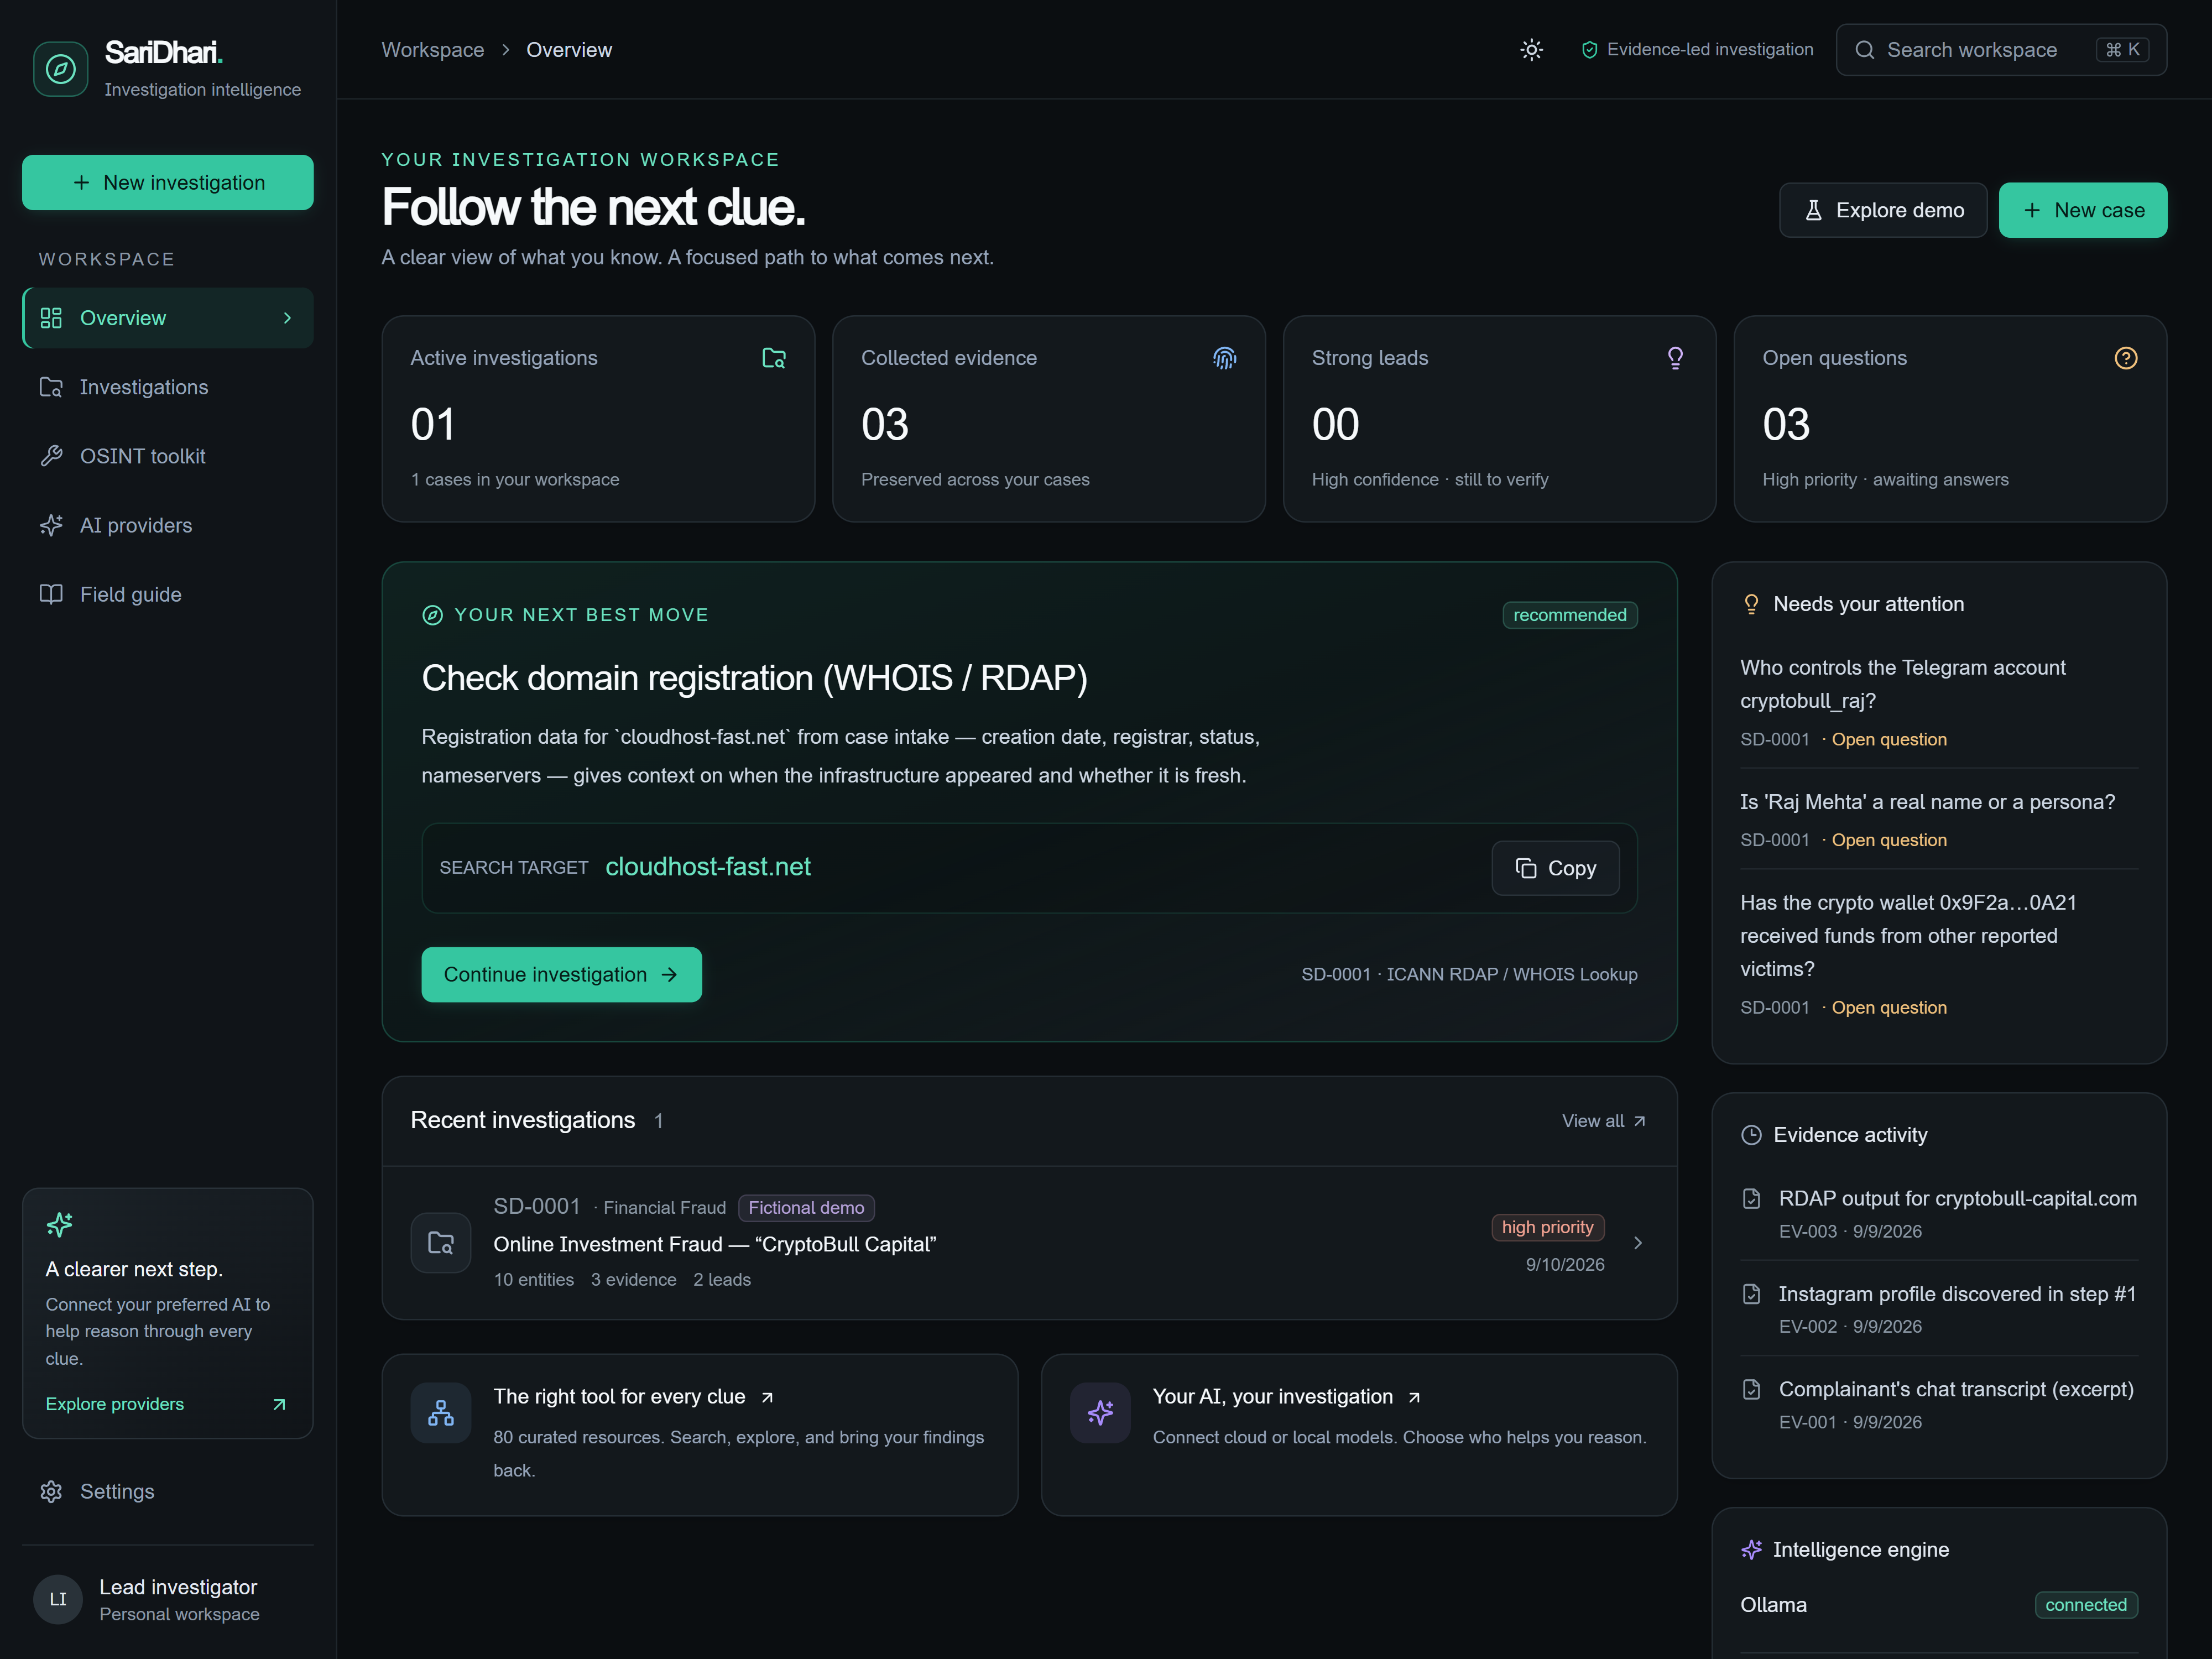 SariDhari.
Investigation intelligence
New investigation
WORKSPACE
Overview
Investigations
OSINT toolkit
AI providers
Field guide
A clearer next step.
Connect your preferred AI to
help reason through every
clue.
Explore providers
Settings
LI
Lead investigator
Personal workspace
Workspace > Overview
Evidence-led investigation
Search workspace
⌘ K
YOUR INVESTIGATION WORKSPACE
Follow the next clue.
A clear view of what you know. A focused path to what comes next.
Explore demo
New case
Active investigations
01
1 cases in your workspace
Collected evidence
03
Preserved across your cases
Strong leads
00
High confidence · still to verify
Open questions
03
High priority · awaiting answers
YOUR NEXT BEST MOVE
recommended
Check domain registration (WHOIS / RDAP)
Registration data for `cloudhost-fast.net` from case intake — creation date, registrar, status,
nameservers — gives context on when the infrastructure appeared and whether it is fresh.
SEARCH TARGET cloudhost-fast.net
Copy
Continue investigation
SD-0001 · ICANN RDAP / WHOIS Lookup
Recent investigations 1
View all
SD-0001 · Financial Fraud Fictional demo
Online Investment Fraud — “CryptoBull Capital”
10 entities 3 evidence 2 leads
high priority
9/10/2026
The right tool for every clue
80 curated resources. Search, explore, and bring your findings
back.
Your AI, your investigation
Connect cloud or local models. Choose who helps you reason.
Needs your attention
Who controls the Telegram account
cryptobull_raj?
SD-0001 · Open question
Is 'Raj Mehta' a real name or a persona?
SD-0001 · Open question
Has the crypto wallet 0x9F2a…0A21
received funds from other reported
victims?
SD-0001 · Open question
Evidence activity
RDAP output for cryptobull-capital.com
EV-003 · 9/9/2026
Instagram profile discovered in step #1
EV-002 · 9/9/2026
Complainant's chat transcript (excerpt)
EV-001 · 9/9/2026
Intelligence engine
Ollama
connected